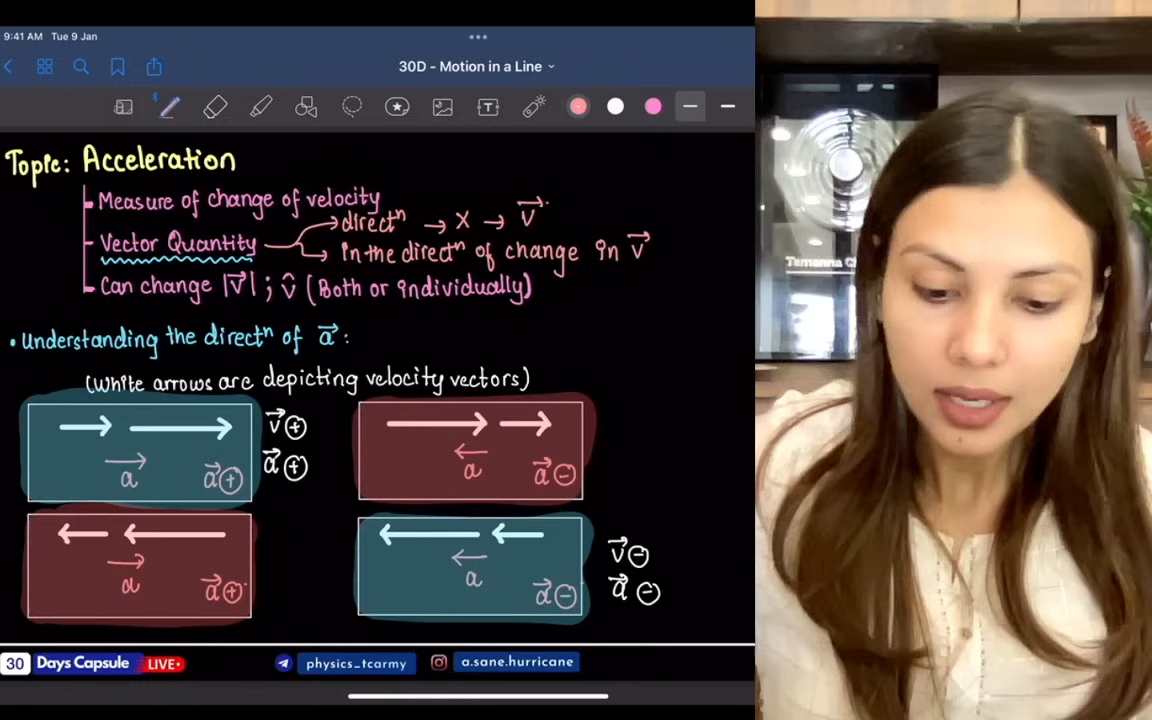 9:41 AM Tue 9 Jan
30D - Motion in a Line
Topic: Acceleration
Measure of change of velocity
Vector Quantity → directⁿ → X → v⃗
→ in the directⁿ of change in v⃗
Can change |v⃗| ; v̂ (Both or individually)
• Understanding the directⁿ of a⃗ :
(White arrows are depicting velocity vectors)
v⃗ ⊕
a⃗ ⊕
a a⃗ ⊕
a a⃗ ⊖
a a⃗ ⊕
a a⃗ ⊖
v⃗ ⊖
a⃗ ⊖
30 Days Capsule LIVE
physics_tcarmy
a.sane.hurricane